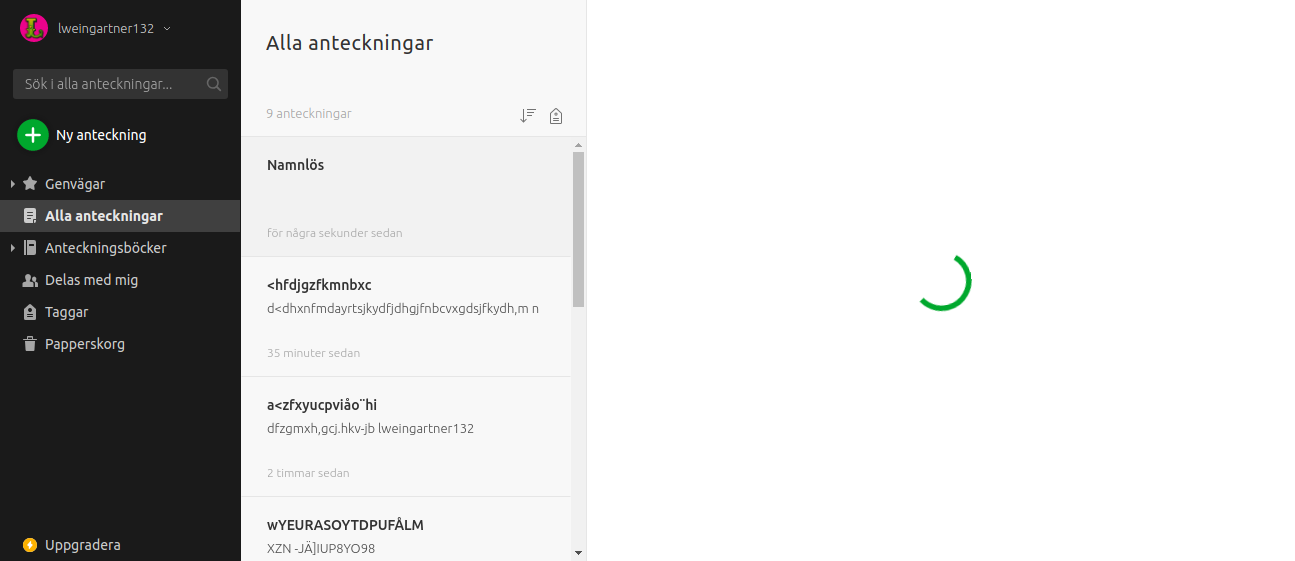 lweingartner132
Sök i alla anteckningar...
Ny anteckning
Genvägar
Alla anteckningar
Anteckningsböcker
Delas med mig
Taggar
Papperskorg
Uppgradera
Alla anteckningar
9 anteckningar
Namnlös
för några sekunder sedan
<hfdjgzfkmnbxc
d<dhxnfmdayrtsjkydfjdhgjfnbcvxgdsjfkydh,m n
35 minuter sedan
a<zfxyucpviåo¨hi
dfzgmxh,gcj.hkv-jb lweingartner132
2 timmar sedan
wYEURASOYTDPUFÅLM
XZN -JÄ]IUP8YO98